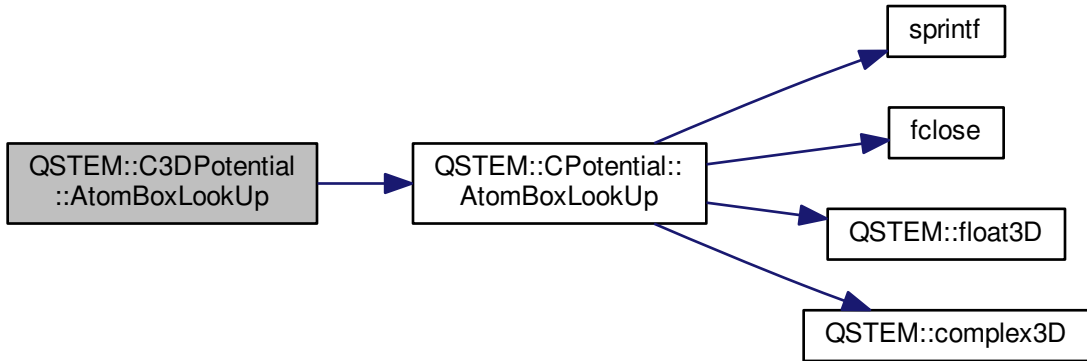 QSTEM::C3DPotential
::AtomBoxLookUp
QSTEM::CPotential::
AtomBoxLookUp
sprintf
fclose
QSTEM::float3D
QSTEM::complex3D